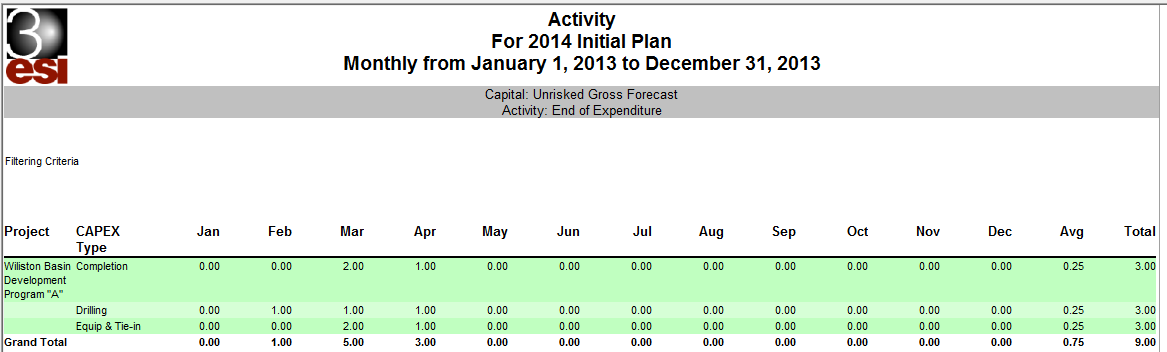 3
esi
Activity
For 2014 Initial Plan
Monthly from January 1, 2013 to December 31, 2013
Capital: Unrisked Gross Forecast
Activity: End of Expenditure
Filtering Criteria
Project CAPEX Type Jan Feb Mar Apr May Jun Jul Aug Sep Oct Nov Dec Avg Total
Wiliston Basin Development Program "A" Completion 0.00 0.00 2.00 1.00 0.00 0.00 0.00 0.00 0.00 0.00 0.00 0.00 0.25 3.00
Drilling 0.00 1.00 1.00 1.00 0.00 0.00 0.00 0.00 0.00 0.00 0.00 0.00 0.25 3.00
Equip & Tie-in 0.00 0.00 2.00 1.00 0.00 0.00 0.00 0.00 0.00 0.00 0.00 0.00 0.25 3.00
Grand Total 0.00 1.00 5.00 3.00 0.00 0.00 0.00 0.00 0.00 0.00 0.00 0.00 0.75 9.00